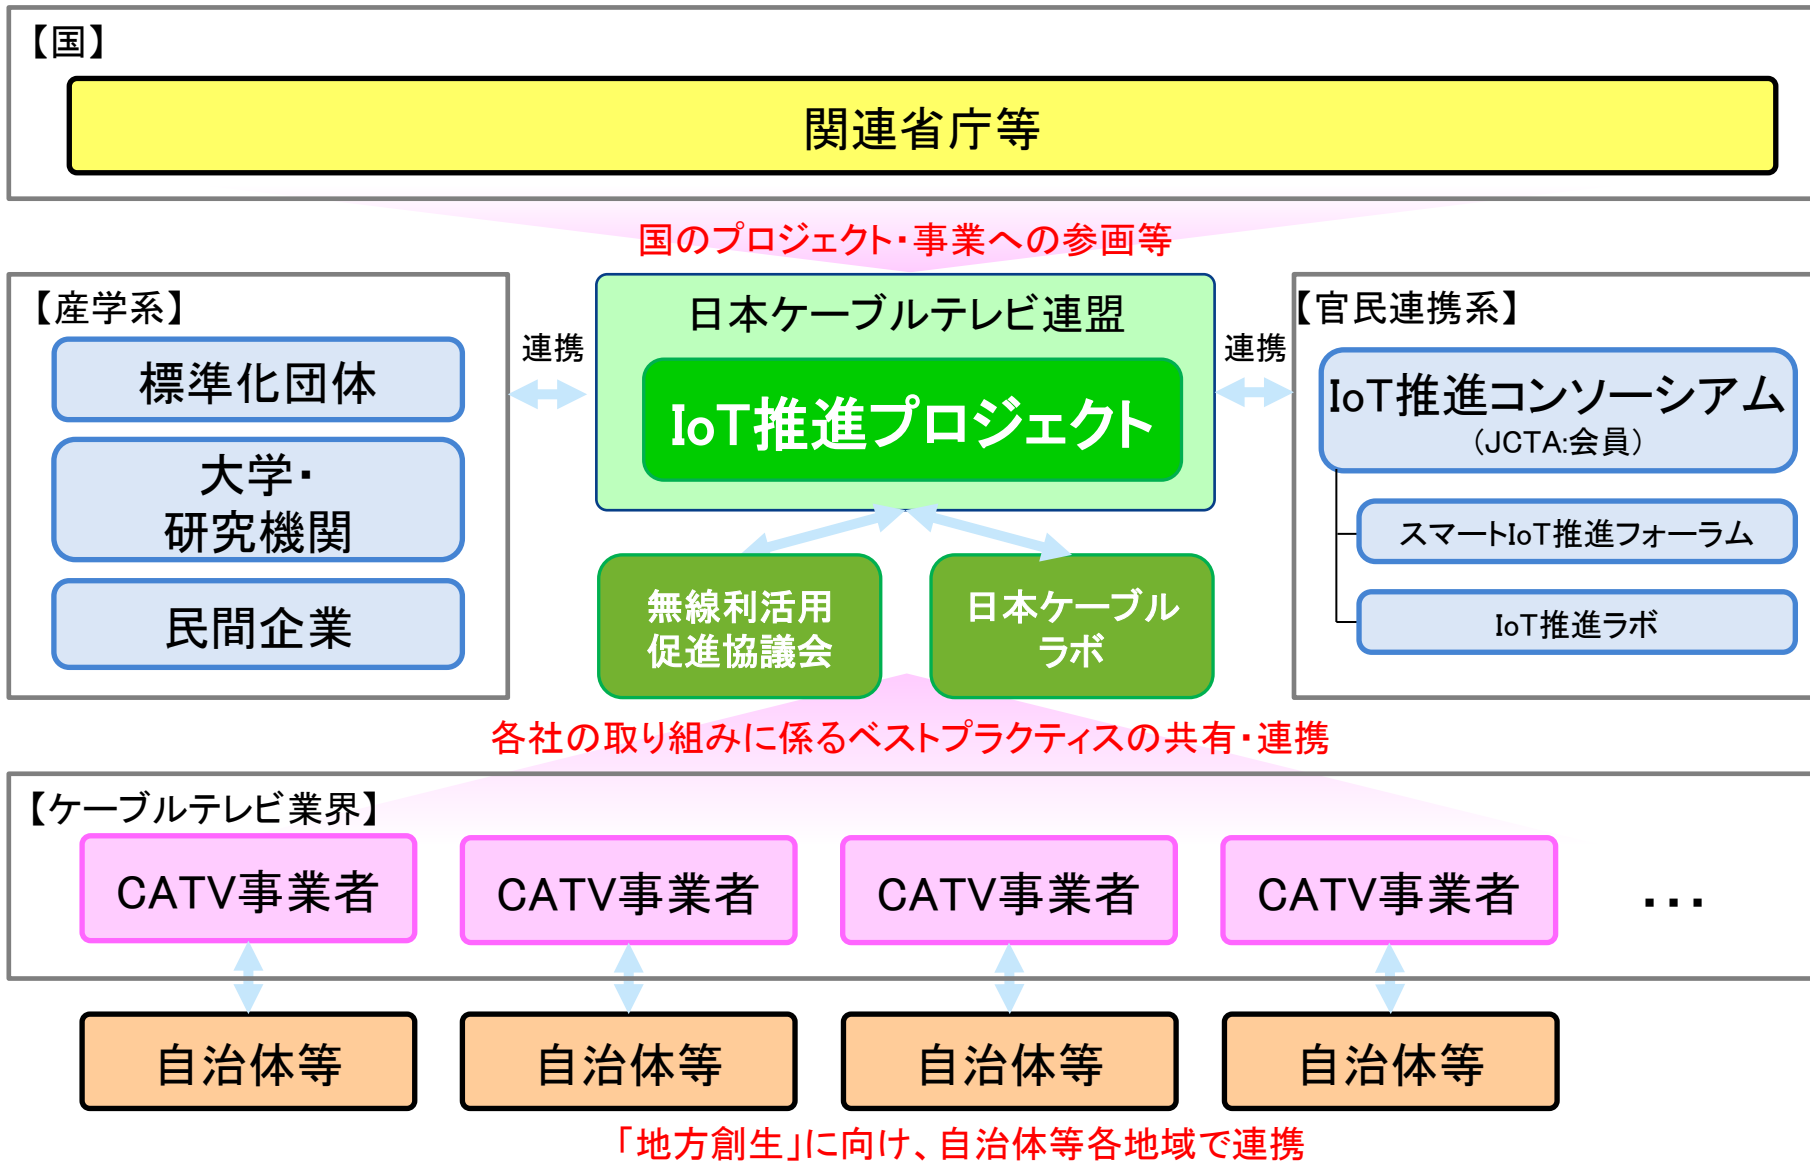 【国】
関連省庁等
国のプロジェクト・事業への参画等
【産学系】
標準化団体
大学・
研究機関
民間企業
連携
日本ケーブルテレビ連盟
IoT推進プロジェクト
連携
【官民連携系】
IoT推進コンソーシアム
（JCTA:会員）
スマートIoT推進フォーラム
IoT推進ラボ
無線利活用
促進協議会
日本ケーブル
ラボ
各社の取り組みに係るベストプラクティスの共有・連携
【ケーブルテレビ業界】
CATV事業者
CATV事業者
CATV事業者
CATV事業者
・・・
自治体等
自治体等
自治体等
自治体等
「地方創生」に向け、自治体等各地域で連携